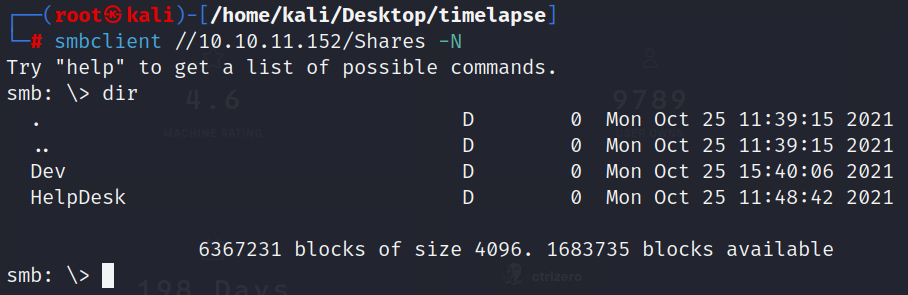 ┌──(root㉿kali)-[/home/kali/Desktop/timelapse]
└─# smbclient //10.10.11.152/Shares -N
Try "help" to get a list of possible commands.
smb: \> dir
4.6
9789
MACHINE RATING
. D 0 Mon Oct 25 11:39:15 2021
.. D 0 Mon Oct 25 11:39:15 2021
Dev D 0 Mon Oct 25 15:40:06 2021
HelpDesk D 0 Mon Oct 25 11:48:42 2021
6367231 blocks of size 4096. 1683735 blocks available
smb: \>
198 Days
ctrlzero